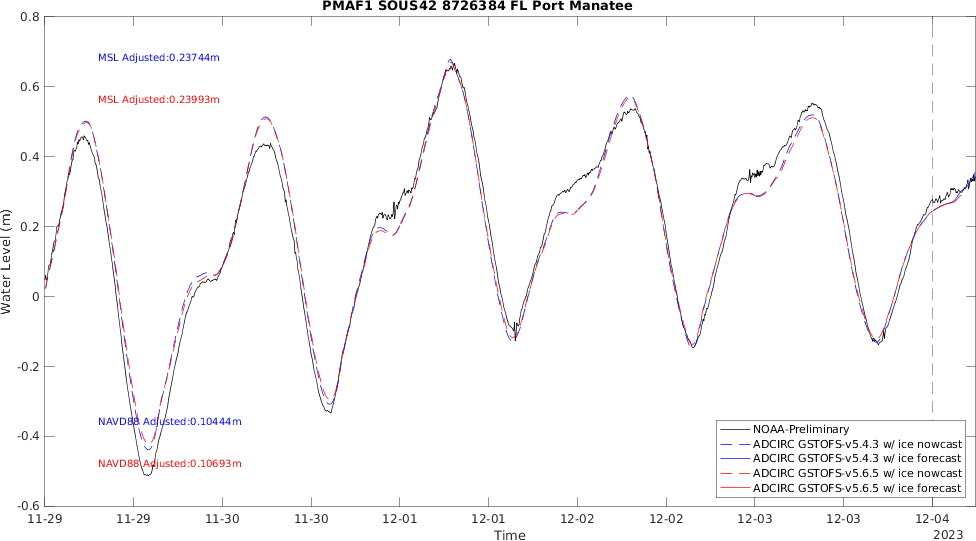 PMAF1 SOUS42 8726384 FL Port Manatee
0.8
0.6
0.4
0.2
0
-0.2
-0.4
-0.6
Water Level (m)
MSL Adjusted:0.23744m
MSL Adjusted:0.23993m
NAVD88 Adjusted:0.10444m
NAVD88 Adjusted:0.10693m
NOAA-Preliminary
ADCIRC GSTOFS-v5.4.3 w/ ice nowcast
ADCIRC GSTOFS-v5.4.3 w/ ice forecast
ADCIRC GSTOFS-v5.6.5 w/ ice nowcast
ADCIRC GSTOFS-v5.6.5 w/ ice forecast
11-29 11-29 11-30 11-30 12-01 12-01 12-02 12-02 12-03 12-03 12-04
Time
2023